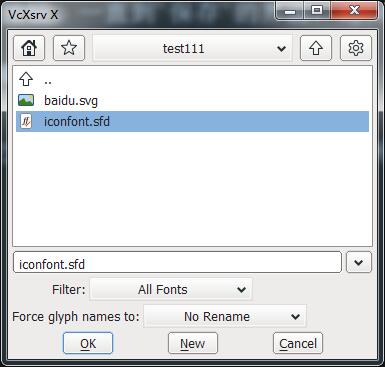 VcXsrv X
test111
..
baidu.svg
iconfont.sfd
iconfont.sfd
Filter: All Fonts
Force glyph names to: No Rename
OK New Cancel